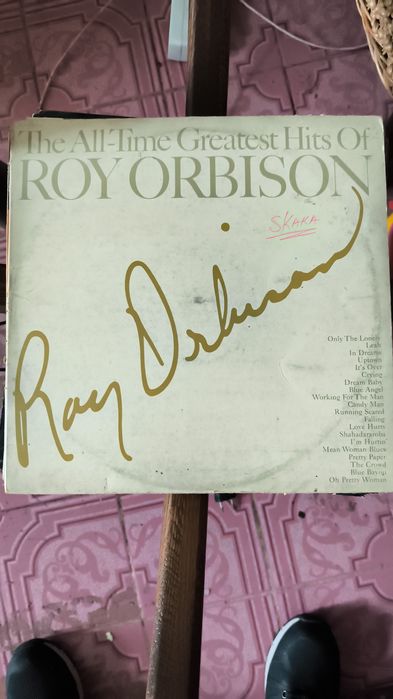 The All-Time Greatest Hits Of
ROY ORBISON
SKAKA
Roy Orbison
Only The Lonely
Leah
In Dreams
Uptown
It's Over
Crying
Dream Baby
Blue Angel
Working For The Man
Candy Man
Running Scared
Falling
Love Hurts
Shahadararoba
I'm Hurtin'
Mean Woman Blues
Pretty Paper
The Crowd
Blue Bayou
Oh Pretty Woman